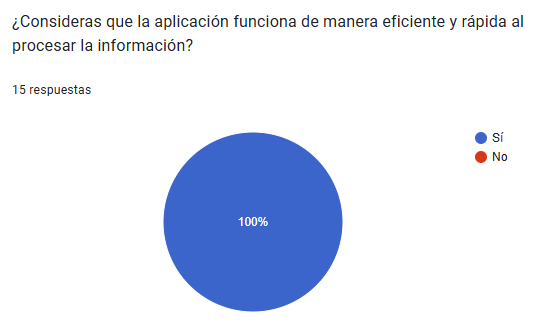 ¿Consideras que la aplicación funciona de manera eficiente y rápida al
procesar la información?
15 respuestas
Sí
No
100%